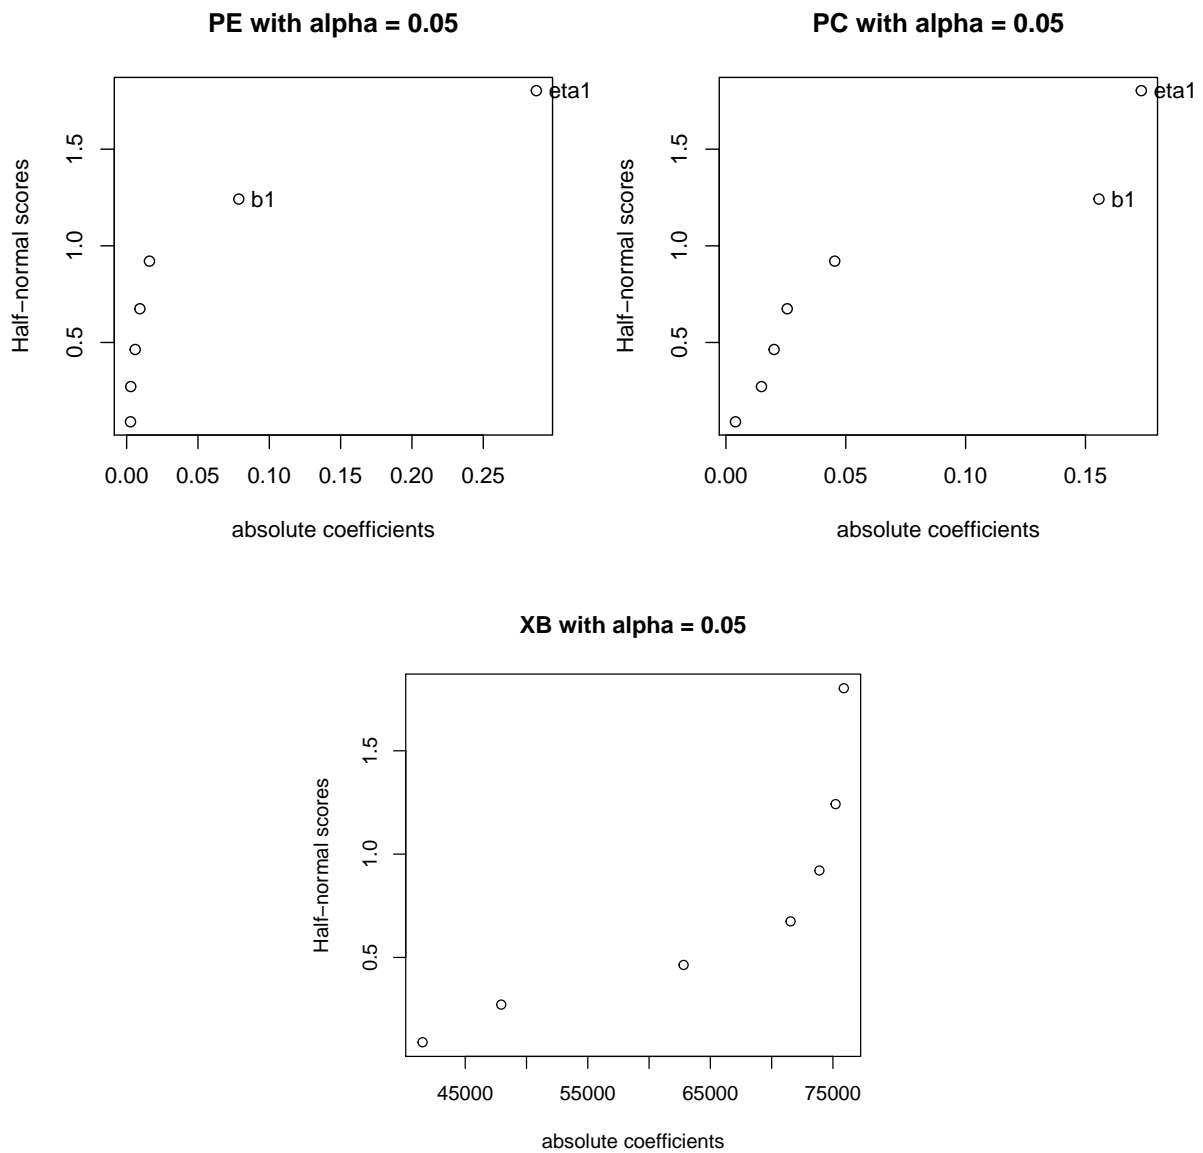 PE with alpha = 0.05
Half−normal scores
1.5
1.0
0.5
eta1
b1
0.00 0.05 0.10 0.15 0.20 0.25
absolute coefficients
PC with alpha = 0.05
Half−normal scores
1.5
1.0
0.5
eta1
b1
0.00 0.05 0.10 0.15
absolute coefficients
XB with alpha = 0.05
Half−normal scores
1.5
1.0
0.5
45000 55000 65000 75000
absolute coefficients